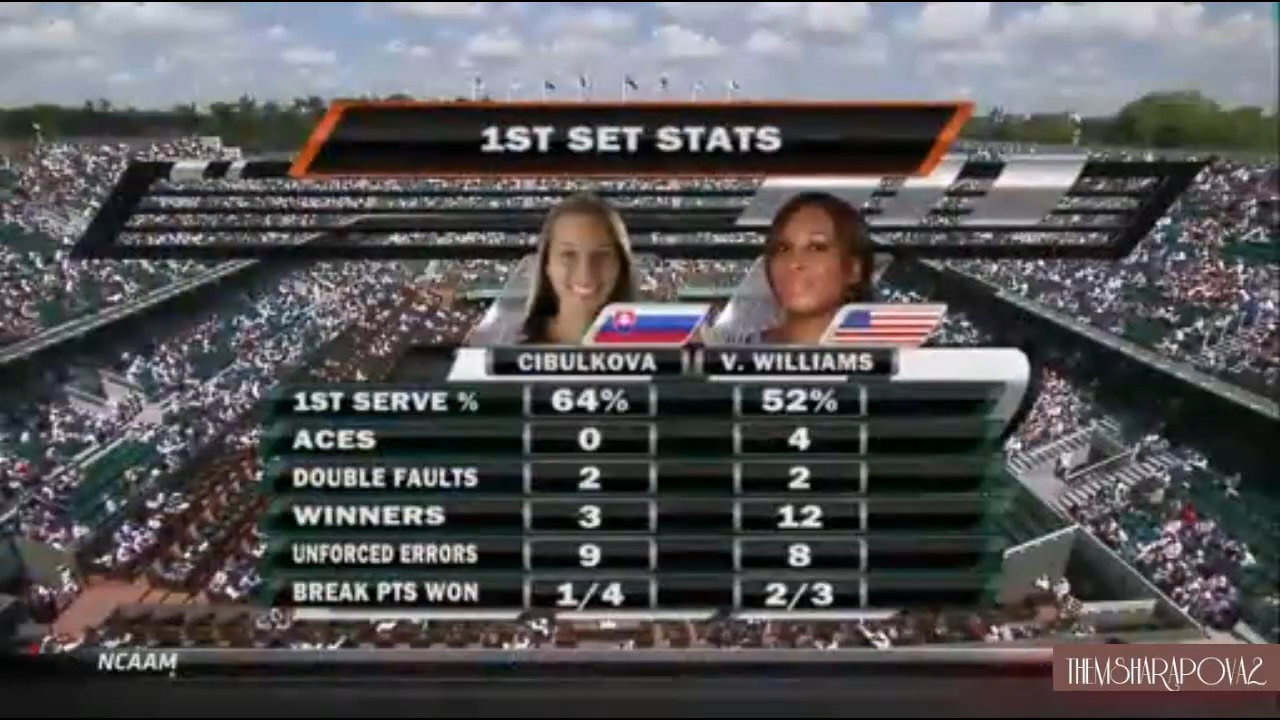 1ST SET STATS
CIBULKOVA V. WILLIAMS
1ST SERVE % 64% 52%
ACES 0 4
DOUBLE FAULTS 2 2
WINNERS 3 12
UNFORCED ERRORS 9 8
BREAK PTS WON 1/4 2/3
NCAAM
THEMSHARAPOVA2